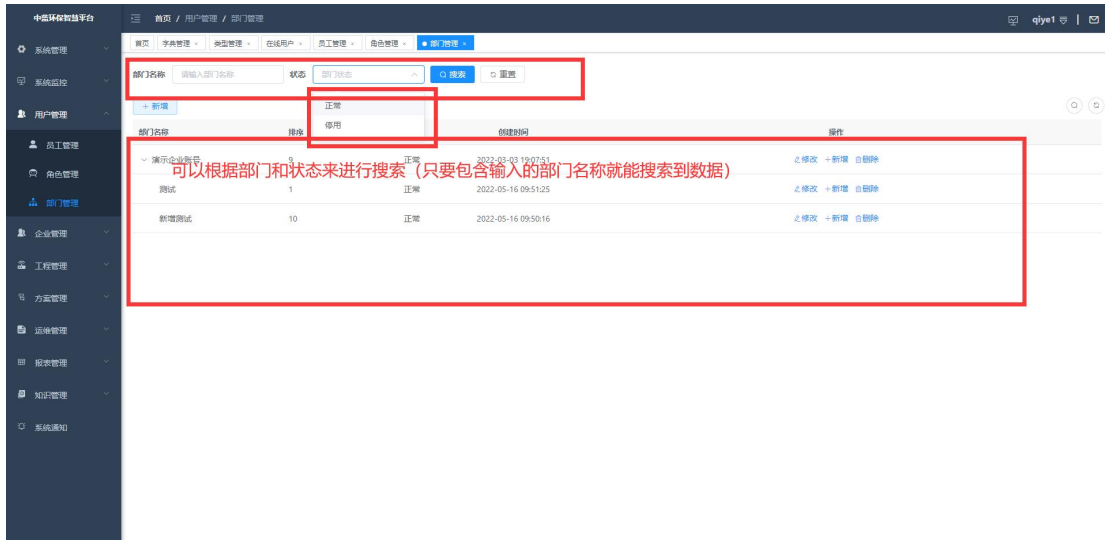 中蓝环保智慧平台
首页 / 用户管理 / 部门管理
qiye1
首页 字典管理 × 类型管理 × 在线用户 × 员工管理 × 角色管理 × 部门管理 ×
系统管理
系统监控
用户管理
员工管理
角色管理
部门管理
企业管理
工程管理
方案管理
运维管理
报表管理
知识管理
系统通知
部门名称 请输入部门名称 状态 部门状态 搜索 重置
正常
停用
+ 新增
部门名称 排序 创建时间 操作
演示企业账号 9 正常 2022-03-03 19:07:51 修改 +新增 删除
可以根据部门和状态来进行搜索（只要包含输入的部门名称就能搜索到数据）
测试 1 正常 2022-05-16 09:51:25 修改 +新增 删除
新增测试 10 正常 2022-05-16 09:50:16 修改 +新增 删除